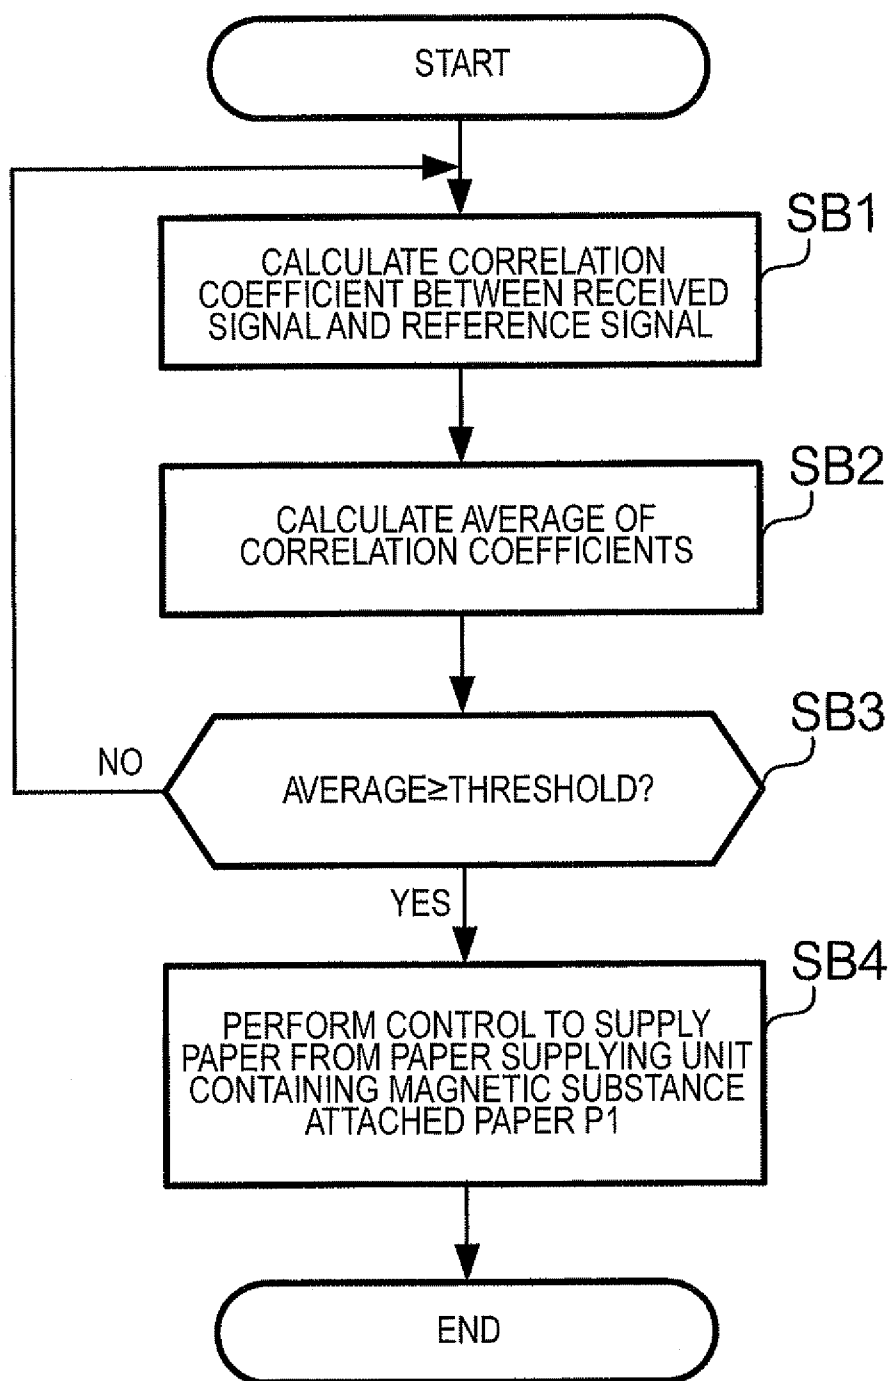 START
SB1
CALCULATE CORRELATION
COEFFICIENT BETWEEN RECEIVED
SIGNAL AND REFERENCE SIGNAL
SB2
CALCULATE AVERAGE OF
CORRELATION COEFFICIENTS
SB3
NO
AVERAGE≥THRESHOLD?
YES
SB4
PERFORM CONTROL TO SUPPLY
PAPER FROM PAPER SUPPLYING UNIT
CONTAINING MAGNETIC SUBSTANCE
ATTACHED PAPER P1
END